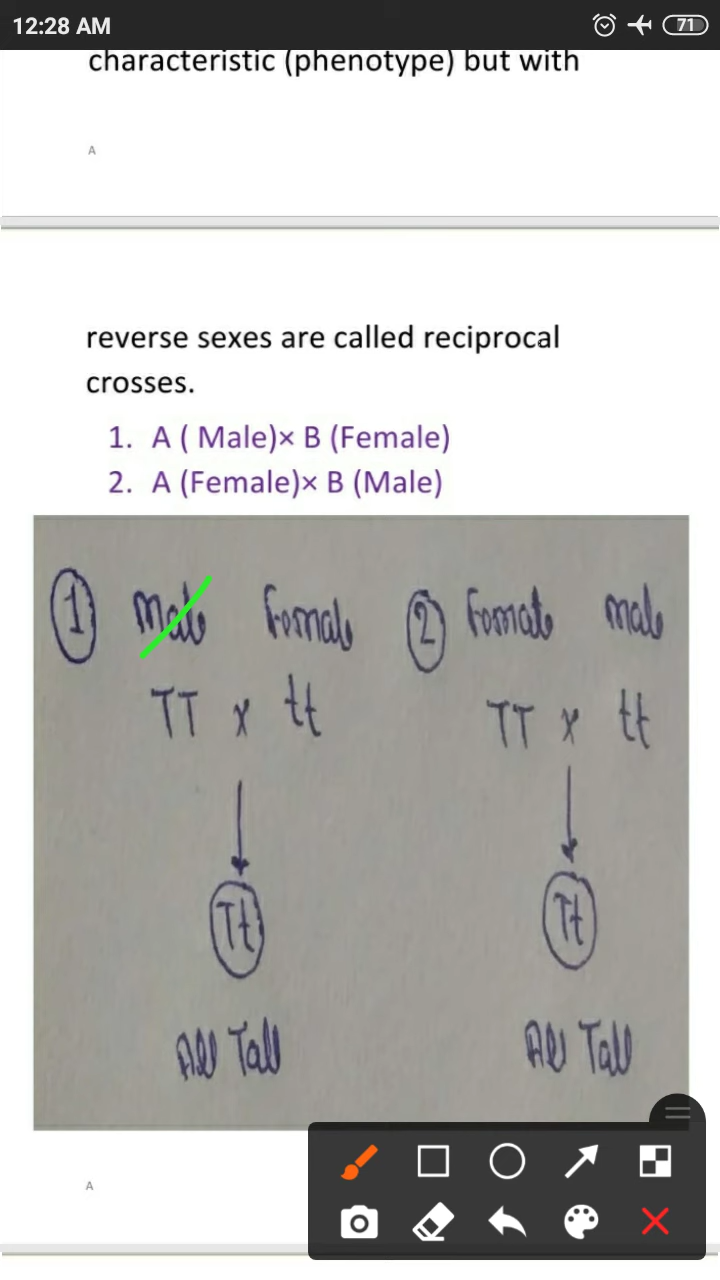 12:28 AM
71
characteristic (phenotype) but with
A
reverse sexes are called reciprocal
crosses.
1. A ( Male)× B (Female)
2. A (Female)× B (Male)
1 Male Female
TT x tt
Tt
All Tall
2 Female male
TT x tt
Tt
All Tall
A